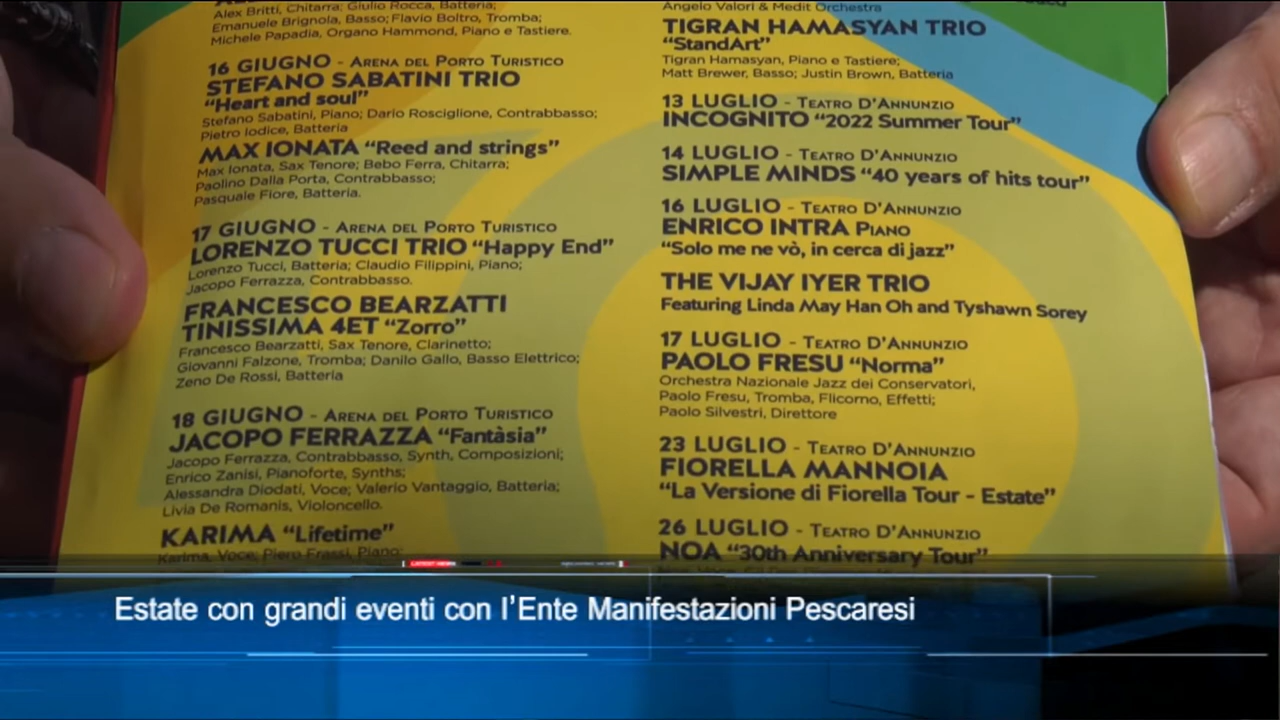 Alex Britti, Chitarra; Giulio Rocca, Batteria;
Emanuele Brignola, Basso; Flavio Boltro, Tromba;
Michele Papadia, Organo Hammond, Piano e Tastiere.
16 GIUGNO - ARENA DEL PORTO TURISTICO
STEFANO SABATINI TRIO
“Heart and soul”
Stefano Sabatini, Piano; Dario Rosciglione, Contrabbasso;
Pietro Iodice, Batteria
MAX IONATA “Reed and strings”
Max Ionata, Sax Tenore; Bebo Ferra, Chitarra;
Paolino Dalla Porta, Contrabbasso;
Pasquale Fiore, Batteria.
17 GIUGNO - ARENA DEL PORTO TURISTICO
LORENZO TUCCI TRIO “Happy End”
Lorenzo Tucci, Batteria; Claudio Filippini, Piano;
Jacopo Ferrazza, Contrabbasso.
FRANCESCO BEARZATTI
TINISSIMA 4ET “Zorro”
Francesco Bearzatti, Sax Tenore, Clarinetto;
Giovanni Falzone, Tromba; Danilo Gallo, Basso Elettrico;
Zeno De Rossi, Batteria
18 GIUGNO - ARENA DEL PORTO TURISTICO
JACOPO FERRAZZA “Fantàsia”
Jacopo Ferrazza, Contrabbasso, Synth, Composizioni;
Enrico Zanisi, Pianoforte, Synths;
Alessandra Diodati, Voce; Valerio Vantaggio, Batteria;
Livia De Romanis, Violoncello.
KARIMA “Lifetime”
Karima, Voce; Piero Frassi, Piano;
Angelo Valori & Medit Orchestra
TIGRAN HAMASYAN TRIO
“StandArt”
Tigran Hamasyan, Piano e Tastiere;
Matt Brewer, Basso; Justin Brown, Batteria
13 LUGLIO - TEATRO D'ANNUNZIO
INCOGNITO “2022 Summer Tour”
14 LUGLIO - TEATRO D'ANNUNZIO
SIMPLE MINDS “40 years of hits tour”
16 LUGLIO - TEATRO D'ANNUNZIO
ENRICO INTRA PIANO
“Solo me ne vò, in cerca di jazz”
THE VIJAY IYER TRIO
Featuring Linda May Han Oh and Tyshawn Sorey
17 LUGLIO - TEATRO D'ANNUNZIO
PAOLO FRESU “Norma”
Orchestra Nazionale Jazz dei Conservatori,
Paolo Fresu, Tromba, Flicorno, Effetti;
Paolo Silvestri, Direttore
23 LUGLIO - TEATRO D'ANNUNZIO
FIORELLA MANNOIA
“La Versione di Fiorella Tour - Estate”
26 LUGLIO - TEATRO D'ANNUNZIO
NOA “30th Anniversary Tour”
LATEST NEWS
Estate con grandi eventi con l’Ente Manifestazioni Pescaresi